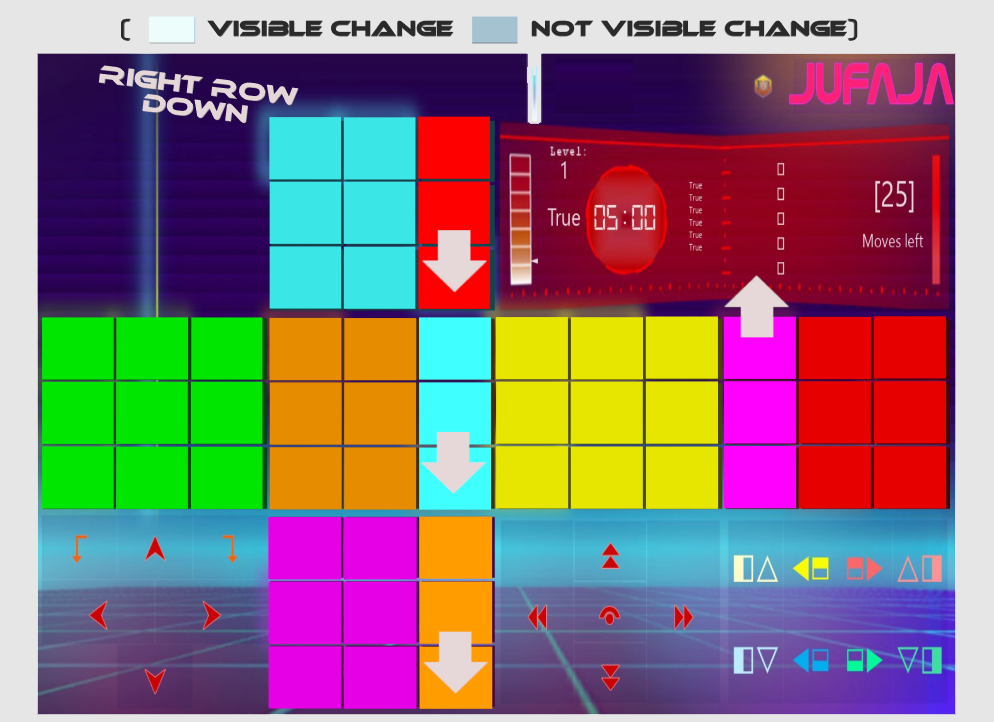 ( VISIBLE CHANGE NOT VISIBLE CHANGE)
RIGHT ROW
DOWN
JUFAJA
Level:
1
True
05:00
True
True
True
True
True
True
[25]
Moves left